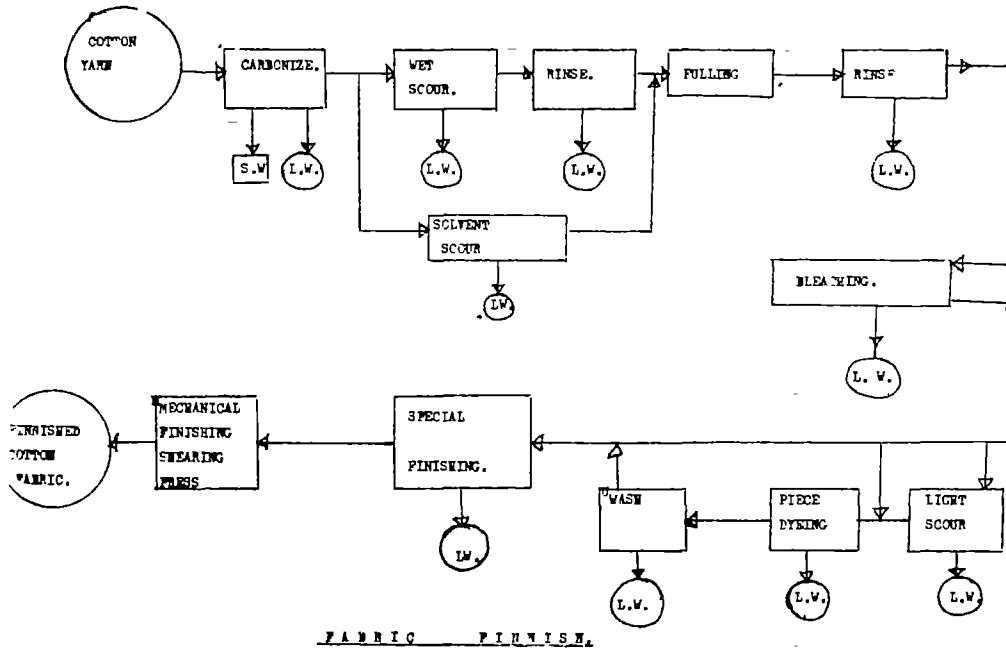 COTTON
YARN
CARBONIZE.
WET
SCOUR.
RINSE.
FULLING
RINSE
S.W
L.W.
L.W.
L.W.
L.W.
SOLVENT
SCOUR
LW.
BLEACHING.
L. W.
FINNISHED
COTTON
FABRIC.
MECHANICAL
FINISHING
SHEARING
PRESS
SPECIAL
FINISHING.
WASH
PIECE
DYEING
LIGHT
SCOUR
LW.
L.W.
L.W.
L.W.
FABRIC FINNISH.